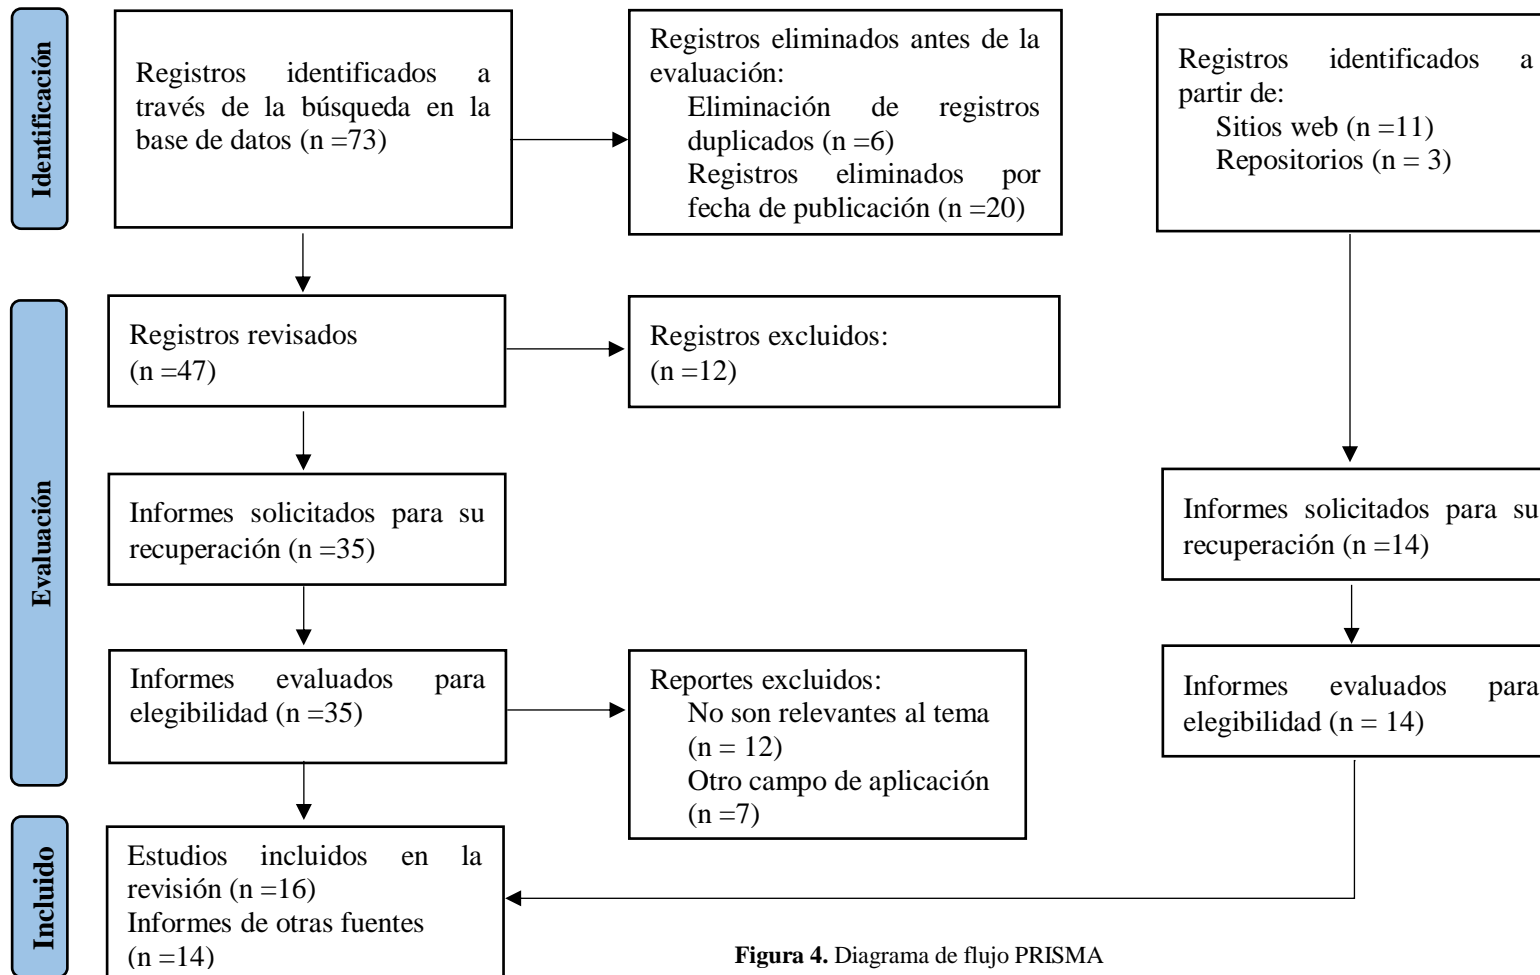 Identificación
Registros identificados a
través de la búsqueda en la
base de datos (n =73)
Registros eliminados antes de la
evaluación:
Eliminación de registros
duplicados (n =6)
Registros eliminados por
fecha de publicación (n =20)
Registros identificados a
partir de:
Sitios web (n =11)
Repositorios (n = 3)
Evaluación
Registros revisados
(n =47)
Registros excluidos:
(n =12)
Informes solicitados para su
recuperación (n =35)
Informes solicitados para su
recuperación (n =14)
Informes evaluados para
elegibilidad (n =35)
Reportes excluidos:
No son relevantes al tema
(n = 12)
Otro campo de aplicación
(n =7)
Informes evaluados para
elegibilidad (n = 14)
Incluido
Estudios incluidos en la
revisión (n =16)
Informes de otras fuentes
(n =14)
Figura 4. Diagrama de flujo PRISMA